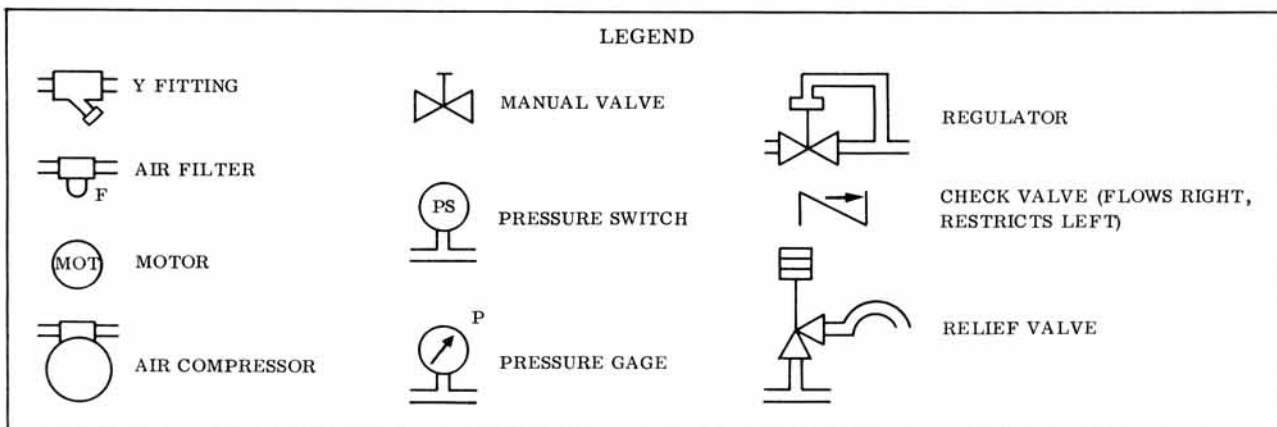 LEGEND
Y FITTING
AIR FILTER
F
MOT
MOTOR
AIR COMPRESSOR
MANUAL VALVE
PS
PRESSURE SWITCH
P
PRESSURE GAGE
REGULATOR
CHECK VALVE (FLOWS RIGHT,
RESTRICTS LEFT)
RELIEF VALVE